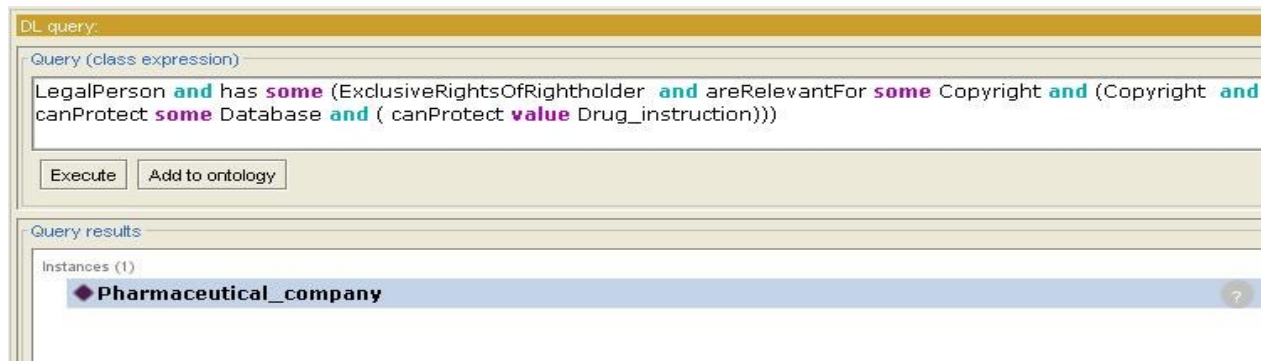 DL query:
Query (class expression)
LegalPerson and has some (ExclusiveRightsOfRightholder and areRelevantFor some Copyright and (Copyright and
canProtect some Database and ( canProtect value Drug_instruction)))
Execute Add to ontology
Query results
Instances (1)
Pharmaceutical_company ?